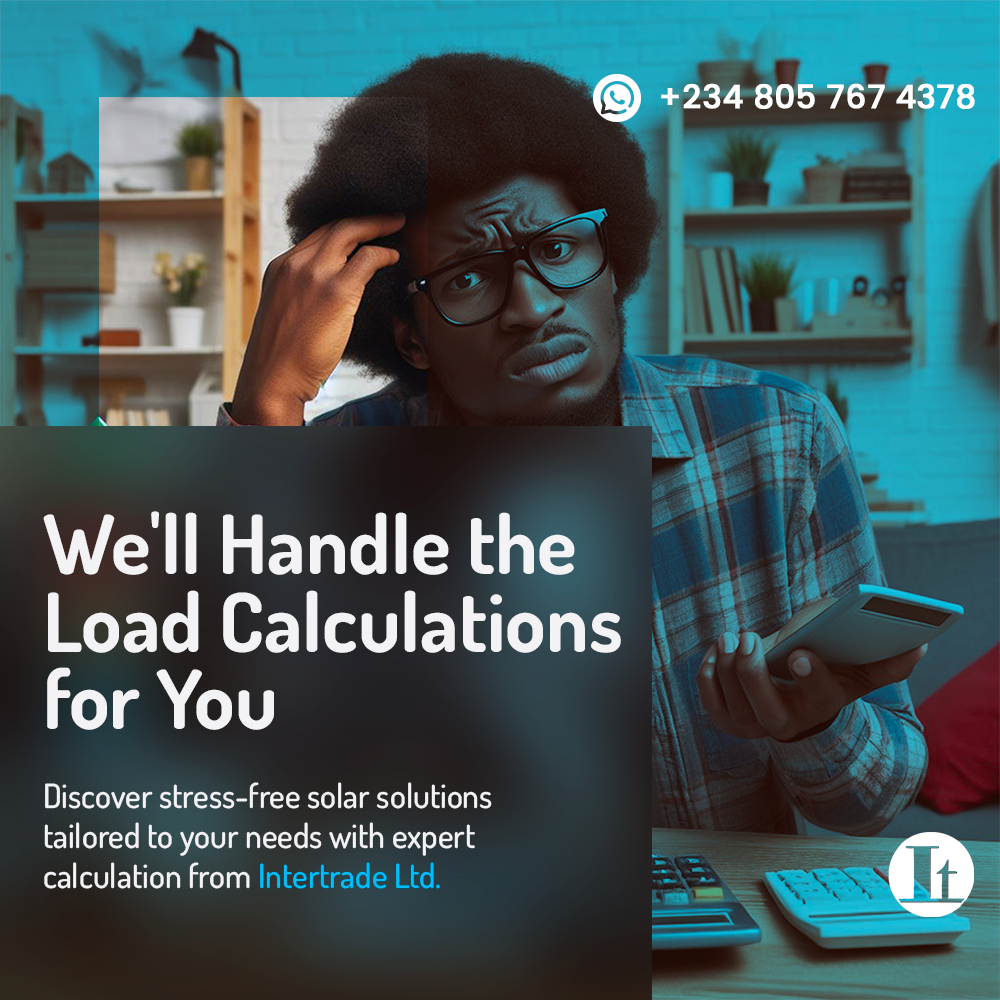 +234 805 767 4378
We'll Handle the
Load Calculations
for You
Discover stress-free solar solutions
tailored to your needs with expert
calculation from Intertrade Ltd.
It